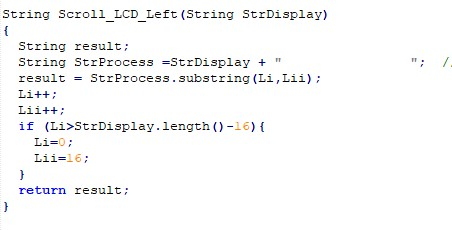 String Scroll_LCD_Left(String StrDisplay)
{
  String result;
  String StrProcess =StrDisplay + "                "; /
  result = StrProcess.substring(Li,Lii);
  Li++;
  Lii++;
  if (Li>StrDisplay.length()-16){
    Li=0;
    Lii=16;
  }
  return result;
}